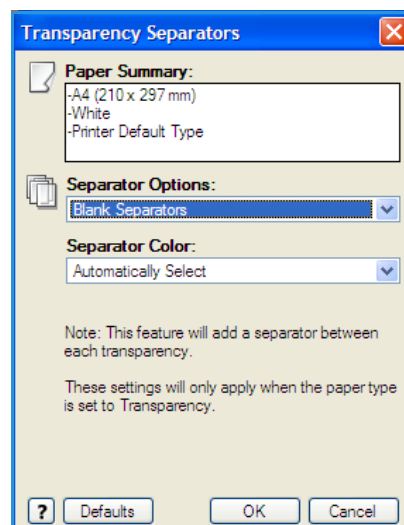 Transparency Separators
Paper Summary:
-A4 (210 x 297 mm)
-White
-Printer Default Type
Separator Options:
Blank Separators
Separator Color:
Automatically Select
Note: This feature will add a separator between
each transparency.
These settings will only apply when the paper type
is set to Transparency.
? Defaults OK Cancel